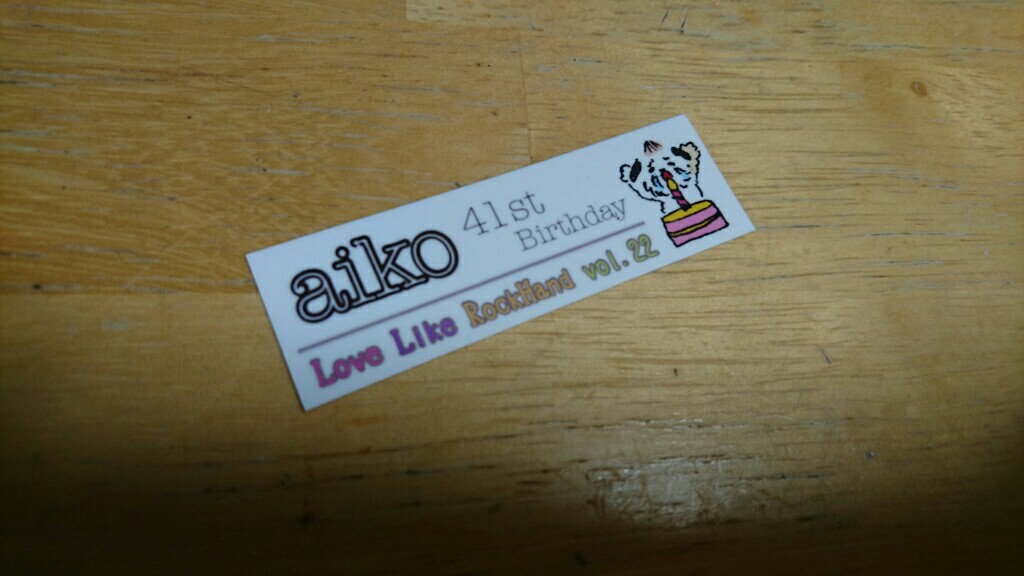 aiko 41st
Birthday
Love Like RockHand vol.22